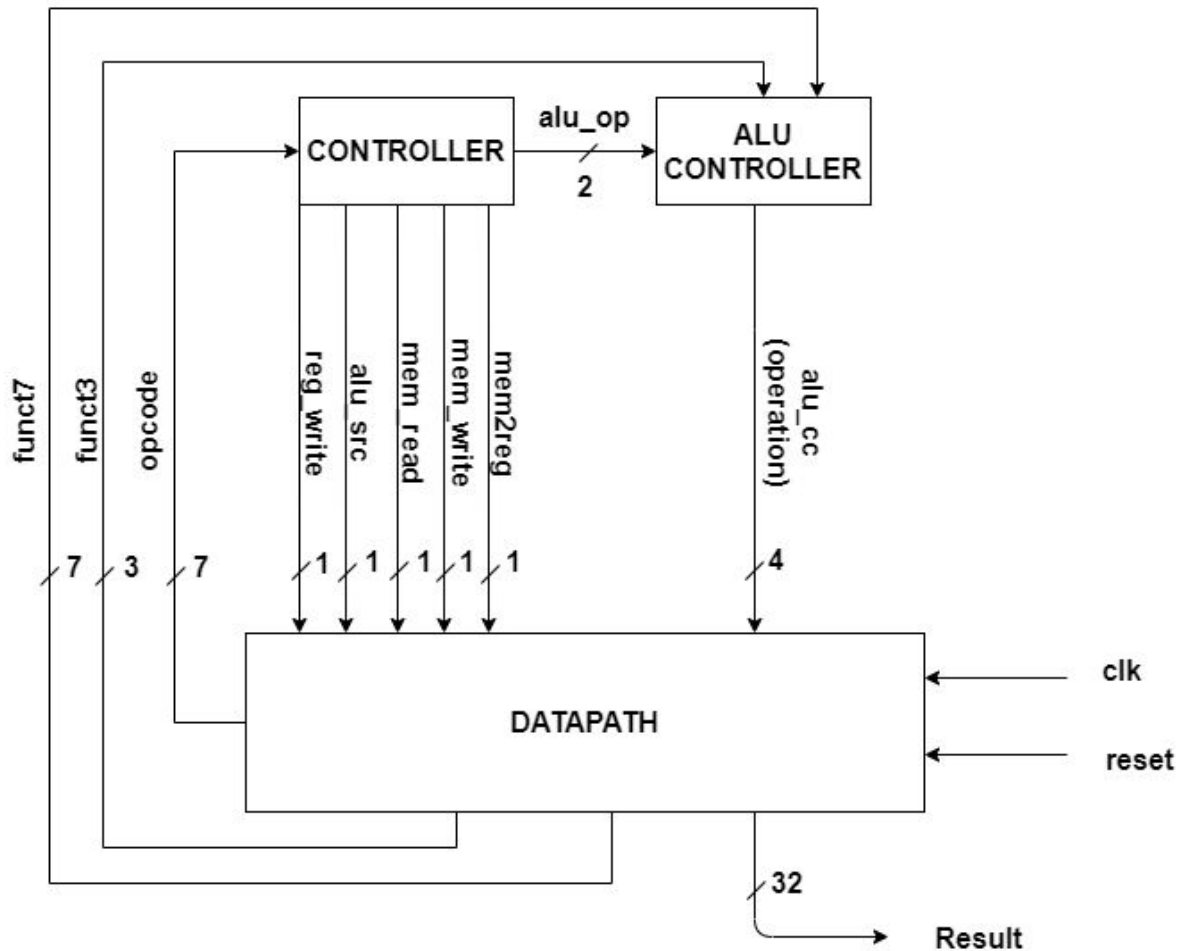 CONTROLLER
alu_op
2
ALU
CONTROLLER
funct7
funct3
opcode
reg_write
alu_src
mem_read
mem_write
mem2reg
alu_cc
(operation)
7
3
7
1
1
1
1
1
4
DATAPATH
clk
reset
32
Result